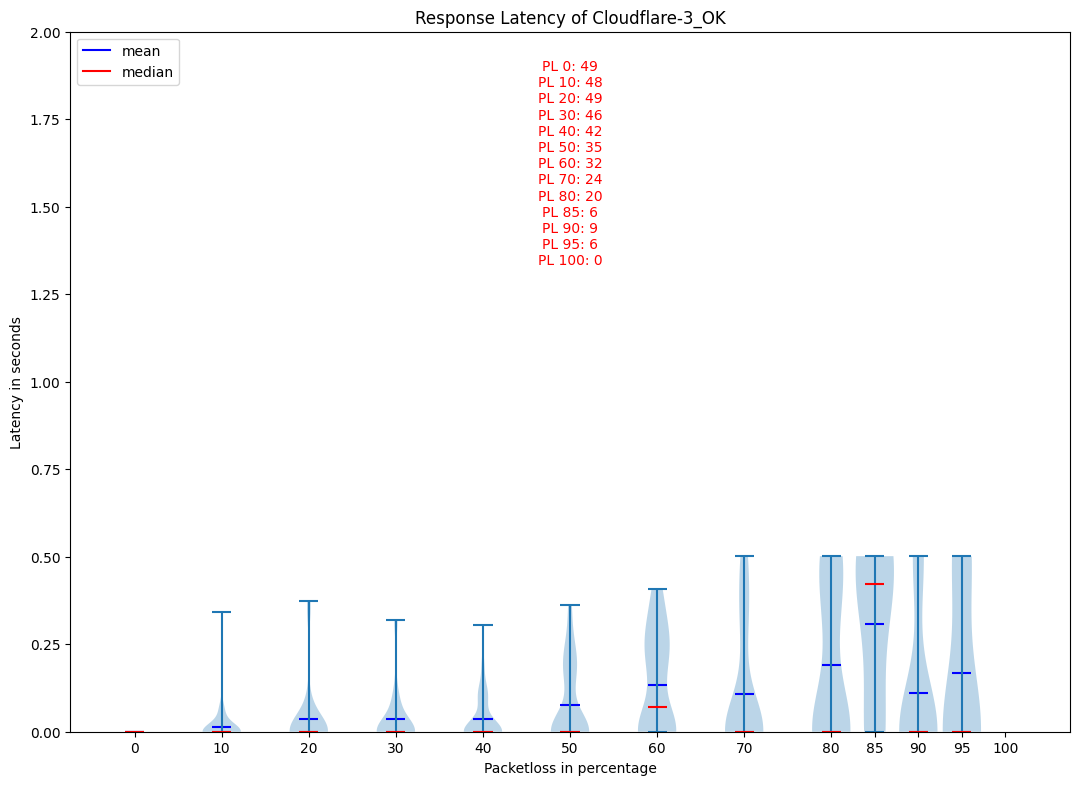 Response Latency of Cloudflare-3_OK
mean
median
PL 0: 49
PL 10: 48
PL 20: 49
PL 30: 46
PL 40: 42
PL 50: 35
PL 60: 32
PL 70: 24
PL 80: 20
PL 85: 6
PL 90: 9
PL 95: 6
PL 100: 0
Latency in seconds
2.00
1.75
1.50
1.25
1.00
0.75
0.50
0.25
0.00
0 10 20 30 40 50 60 70 80 85 90 95 100
Packetloss in percentage